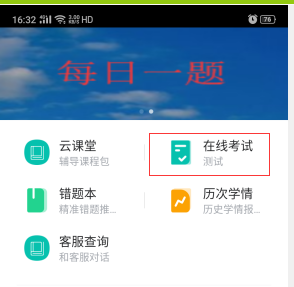 16:32 HD 76
每日一题
云课堂
辅导课程包
在线考试
测试
错题本
精准错题推...
历次学情
历史学情报...
客服查询
和客服对话